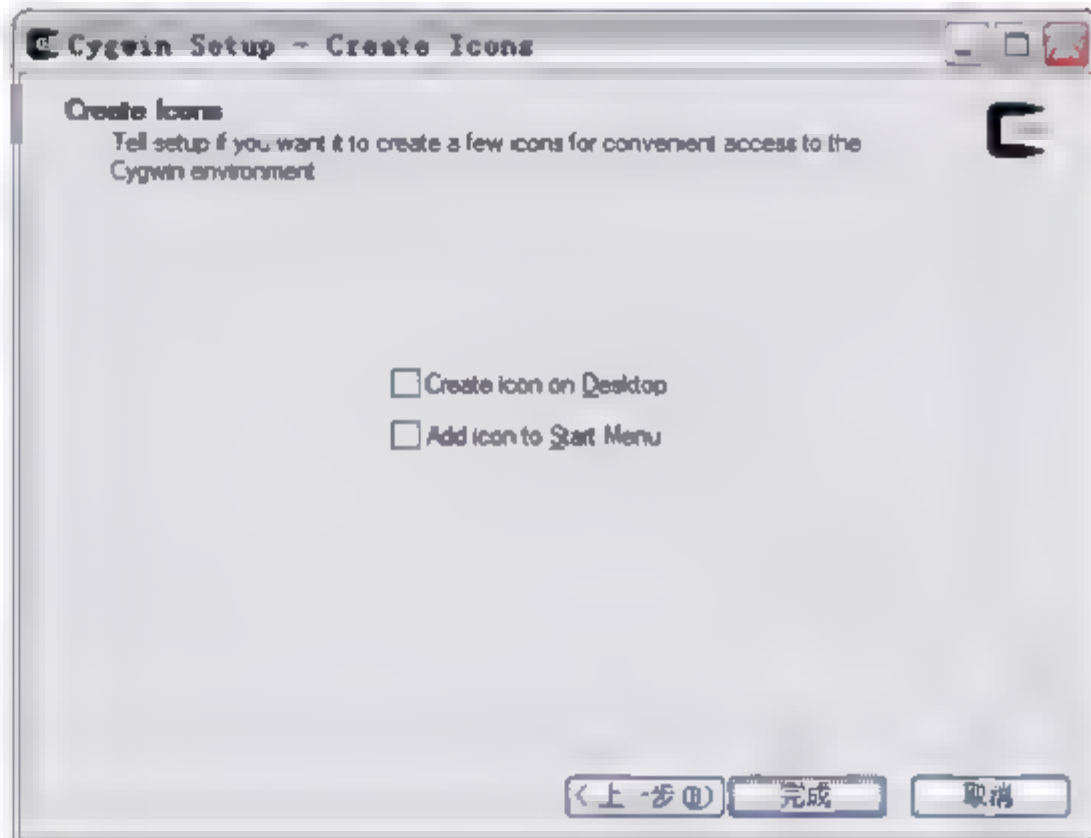 Cygwin Setup - Create Icons
Create Icons
Tell setup if you want it to create a few icons for convenient access to the
Cygwin environment
Create icon on Desktop
Add icon to Start Menu
< 上一步(B)
完成
取消